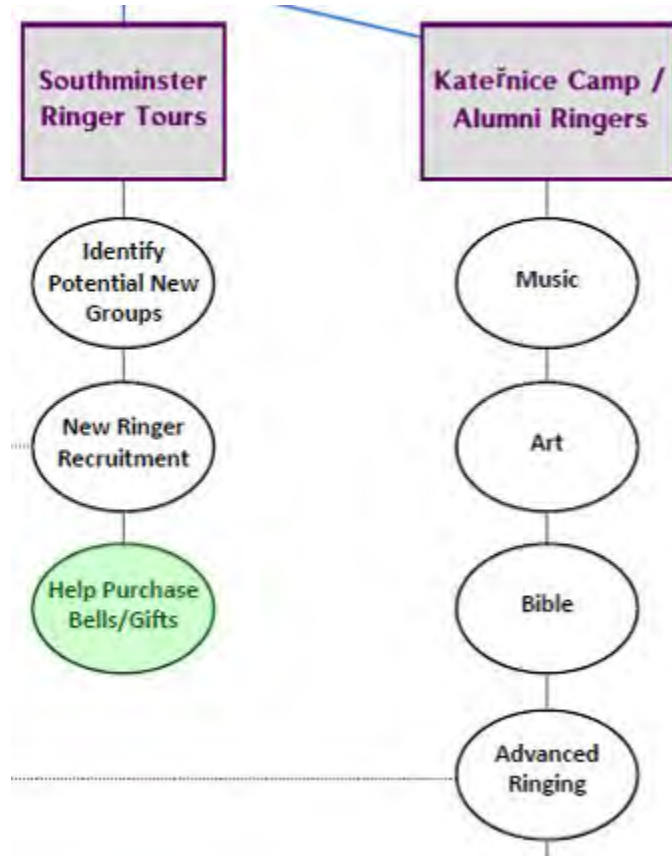 Southminster
Ringer Tours
Identify
Potential New
Groups
New Ringer
Recruitment
Help Purchase
Bells/Gifts
Kateřnice Camp /
Alumni Ringers
Music
Art
Bible
Advanced
Ringing